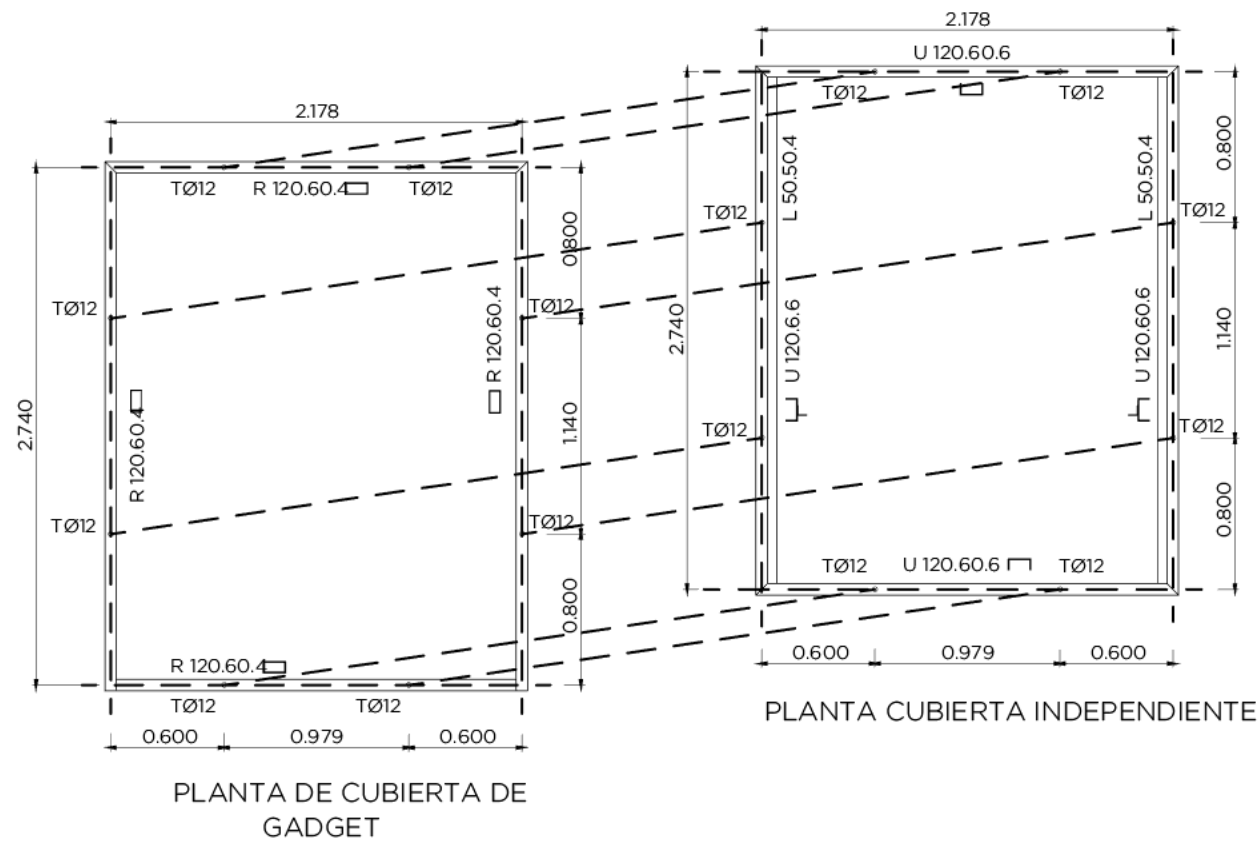 2.178
U 120.60.6
TØ12
TØ12
L 50.50.4
L 50.50.4
0.800
TØ12
TØ12
2.740
U 120.6.6
U 120.60.6
1.140
TØ12
TØ12
0.800
TØ12
U 120.60.6
TØ12
0.600
0.979
0.600
PLANTA CUBIERTA INDEPENDIENTE
2.178
TØ12
R 120.60.4
TØ12
0.800
TØ12
TØ12
R 120.60.4
2.740
R 120.60.4
1.140
TØ12
TØ12
0.800
R 120.60.4
TØ12
TØ12
0.600
0.979
0.600
PLANTA DE CUBIERTA DE
GADGET